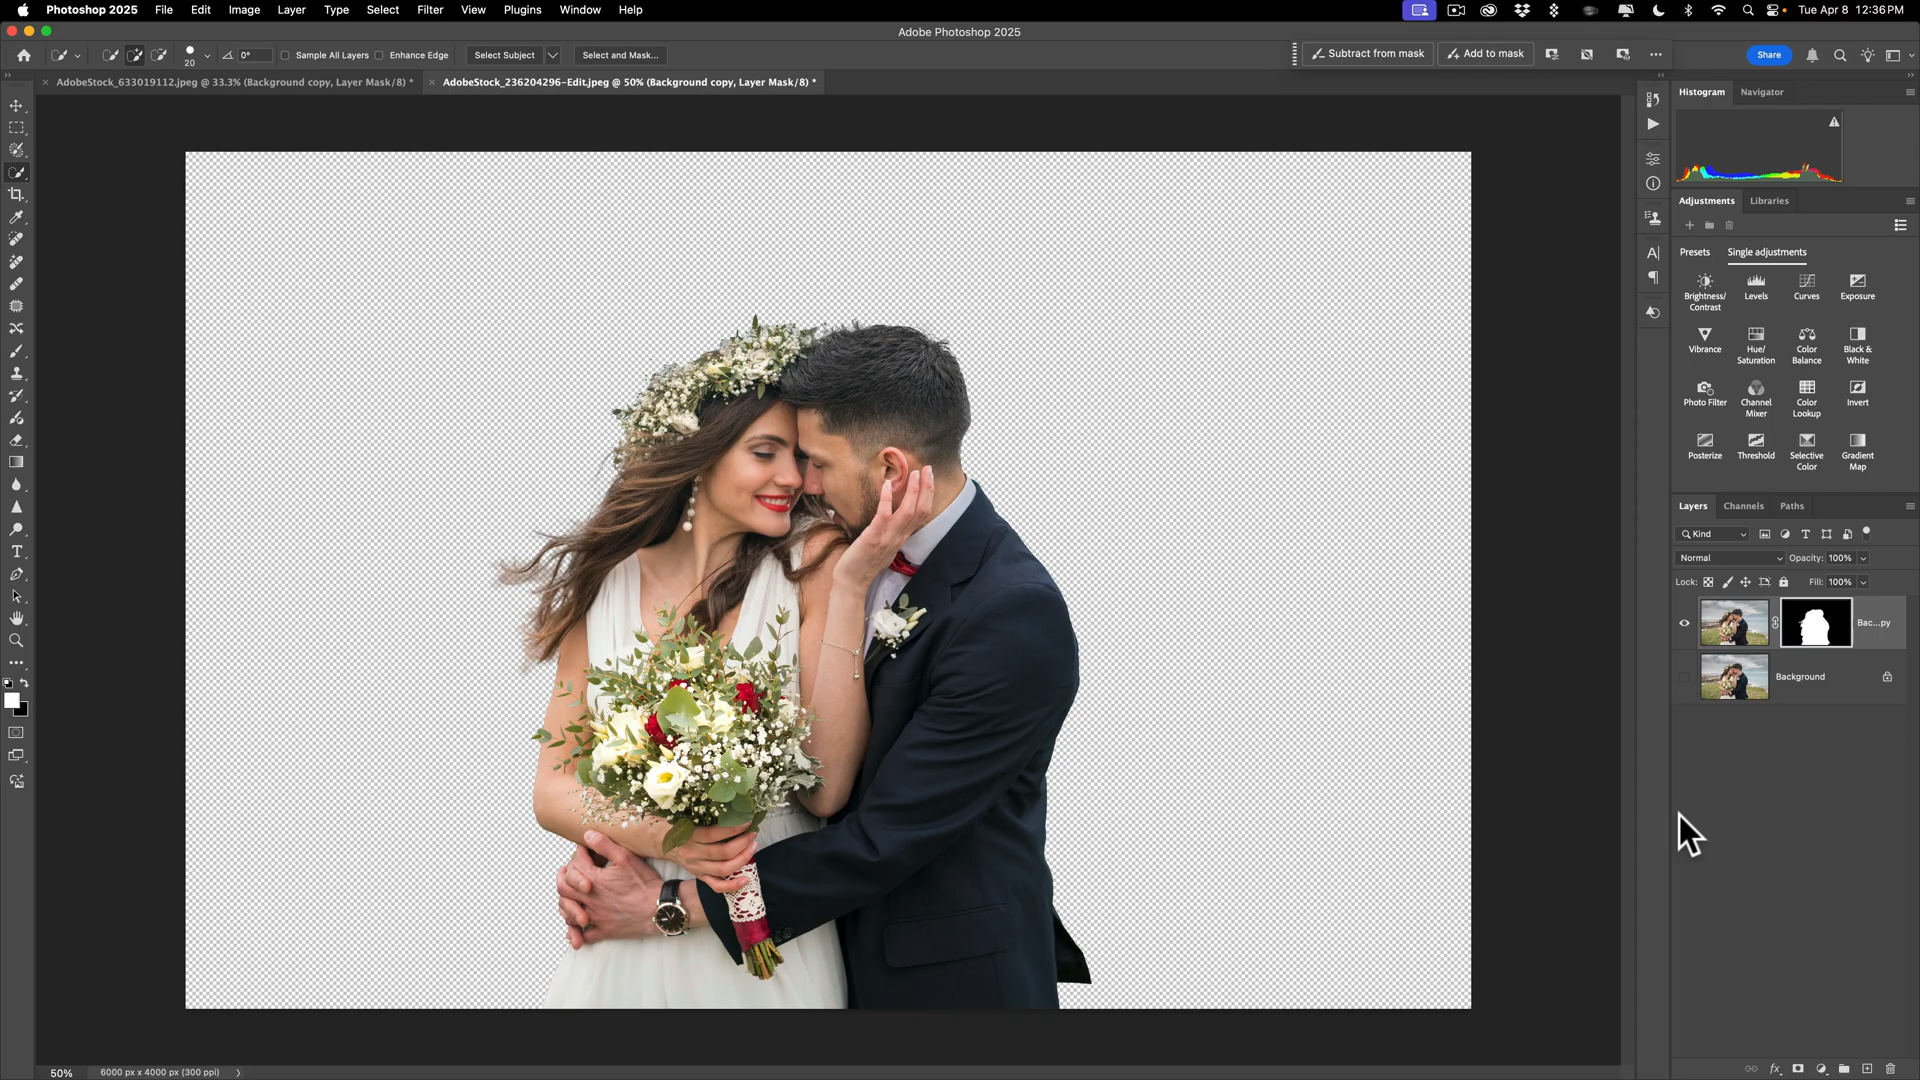 Photoshop 2025 File Edit Image Layer Type Select Filter View Plugins Window Help Tue Apr 8 12:36 PM
Adobe Photoshop 2025
20 0° Sample All Layers Enhance Edge Select Subject Select and Mask... Subtract from mask Add to mask Share
AdobeStock_633019112.jpeg @ 33.3% (Background copy, Layer Mask/8) * AdobeStock_236204296-Edit.jpeg @ 50% (Background copy, Layer Mask/8) *
Histogram Navigator
Adjustments Libraries
Presets Single adjustments
Brightness/ Levels Curves Exposure
Contrast
Vibrance Hue/ Color Black &
Saturation Balance White
Photo Filter Channel Color Invert
Mixer Lookup
Posterize Threshold Selective Gradient
Color Map
Layers Channels Paths
Kind
Normal Opacity: 100%
Lock: Fill: 100%
Bac...py
Background
50% 6000 px x 4000 px (300 ppi)